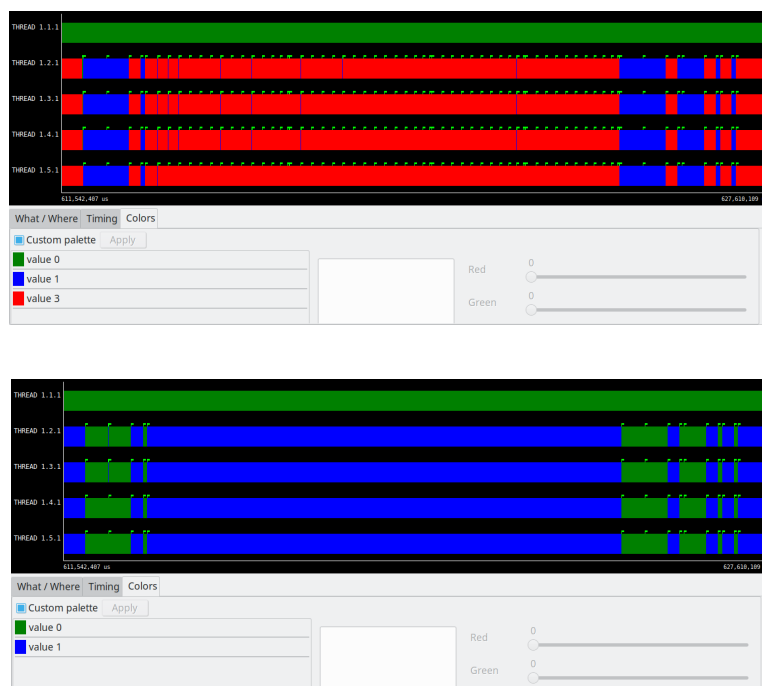 THREAD 1.1.1
THREAD 1.2.1
THREAD 1.3.1
THREAD 1.4.1
THREAD 1.5.1
611,542,407 us 627,610,109
What / Where Timing Colors
Custom palette Apply
value 0
value 1
value 3
Red 0
Green 0
THREAD 1.1.1
THREAD 1.2.1
THREAD 1.3.1
THREAD 1.4.1
THREAD 1.5.1
611,542,407 us 627,610,109
What / Where Timing Colors
Custom palette Apply
value 0
value 1
Red 0
Green 0